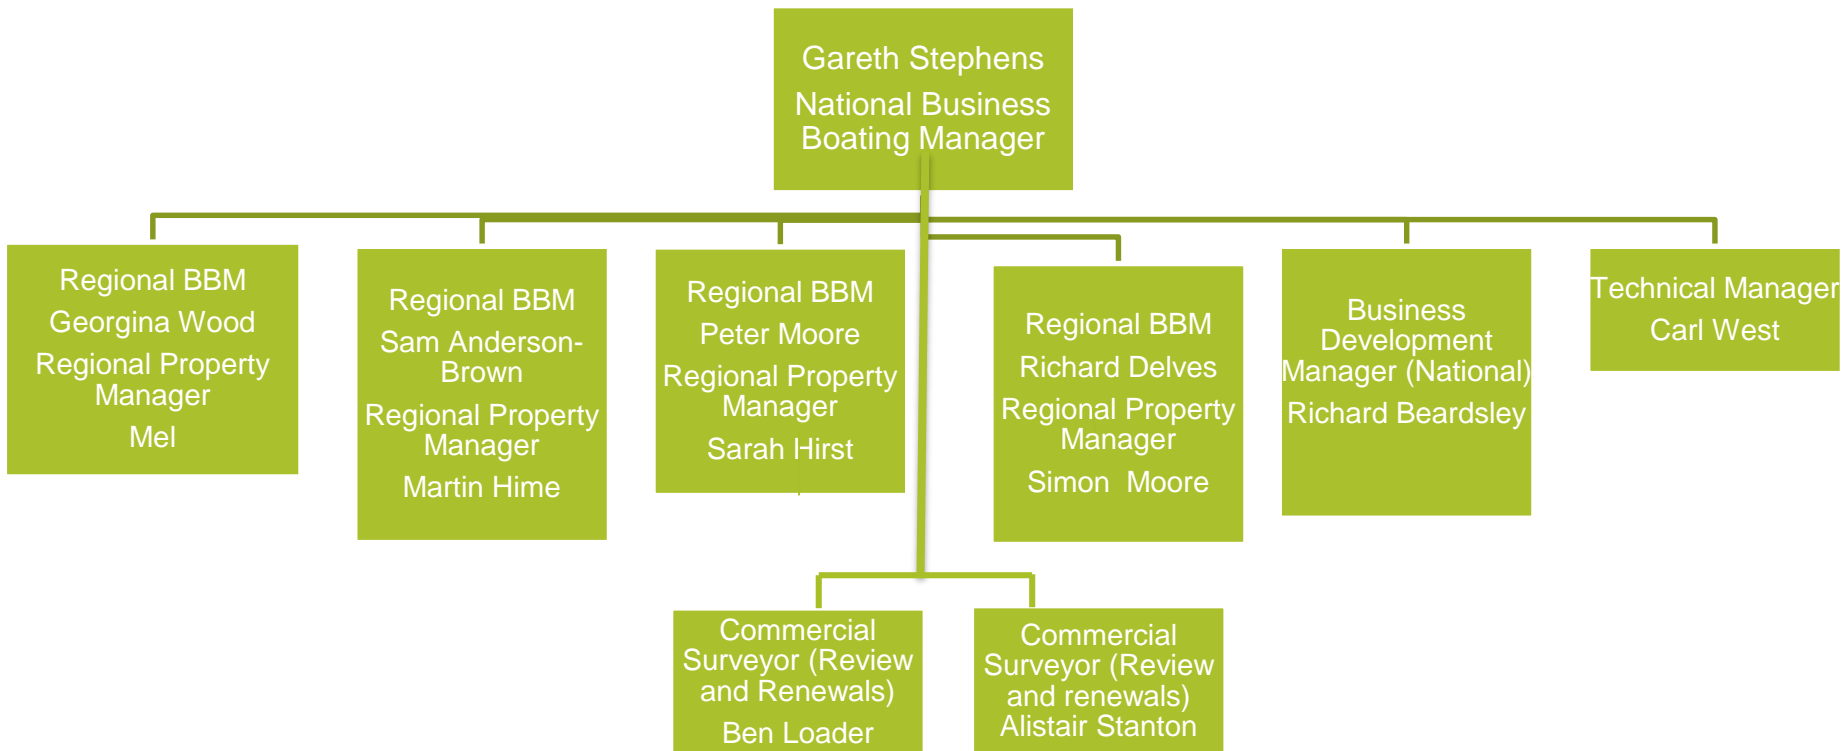 Gareth Stephens
National Business
Boating Manager
Regional BBM
Georgina Wood
Regional Property
Manager
Mel
Regional BBM
Sam Anderson-
Brown
Regional Property
Manager
Martin Hime
Regional BBM
Peter Moore
Regional Property
Manager
Sarah Hirst
Regional BBM
Richard Delves
Regional Property
Manager
Simon Moore
Business
Development
Manager (National)
Richard Beardsley
Technical Manager
Carl West
Commercial
Surveyor (Review
and Renewals)
Ben Loader
Commercial
Surveyor (Review
and renewals)
Alistair Stanton